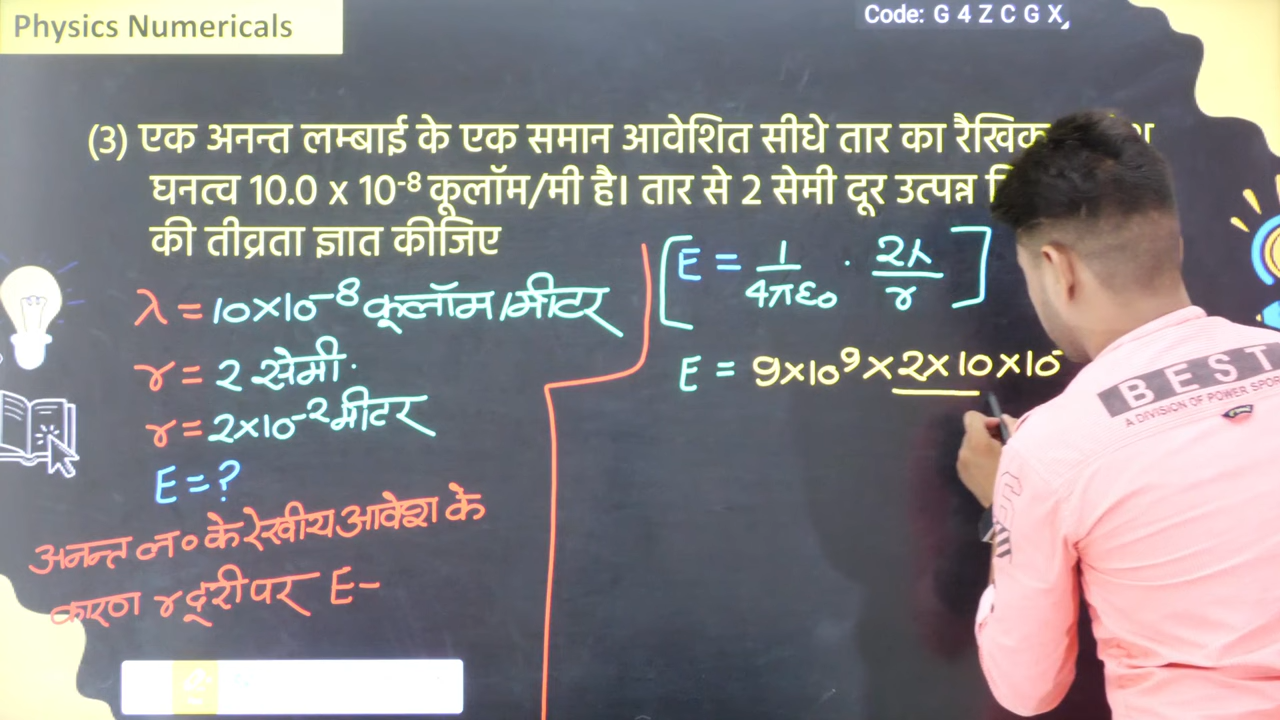 Physics Numericals
Code: G 4 Z C G X
(3) एक अनन्त लम्बाई के एक समान आवेशित सीधे तार का रैखिक
घनत्व 10.0 x 10⁻⁸ कूलॉम/मी है। तार से 2 सेमी दूर उत्पन्न
की तीव्रता ज्ञात कीजिए
λ = 10×10⁻⁸ कूलॉम/मीटर
r = 2 सेमी.
r = 2×10⁻² मीटर
E = ?
अनन्त ल० के रेखीय आवेश के
कारण r दूरी पर E-
[E = 1/4πε₀ · 2λ/r]
E = 9×10⁹ × 2×10×10⁻
BEST
A DIVISION OF POWER SPOR